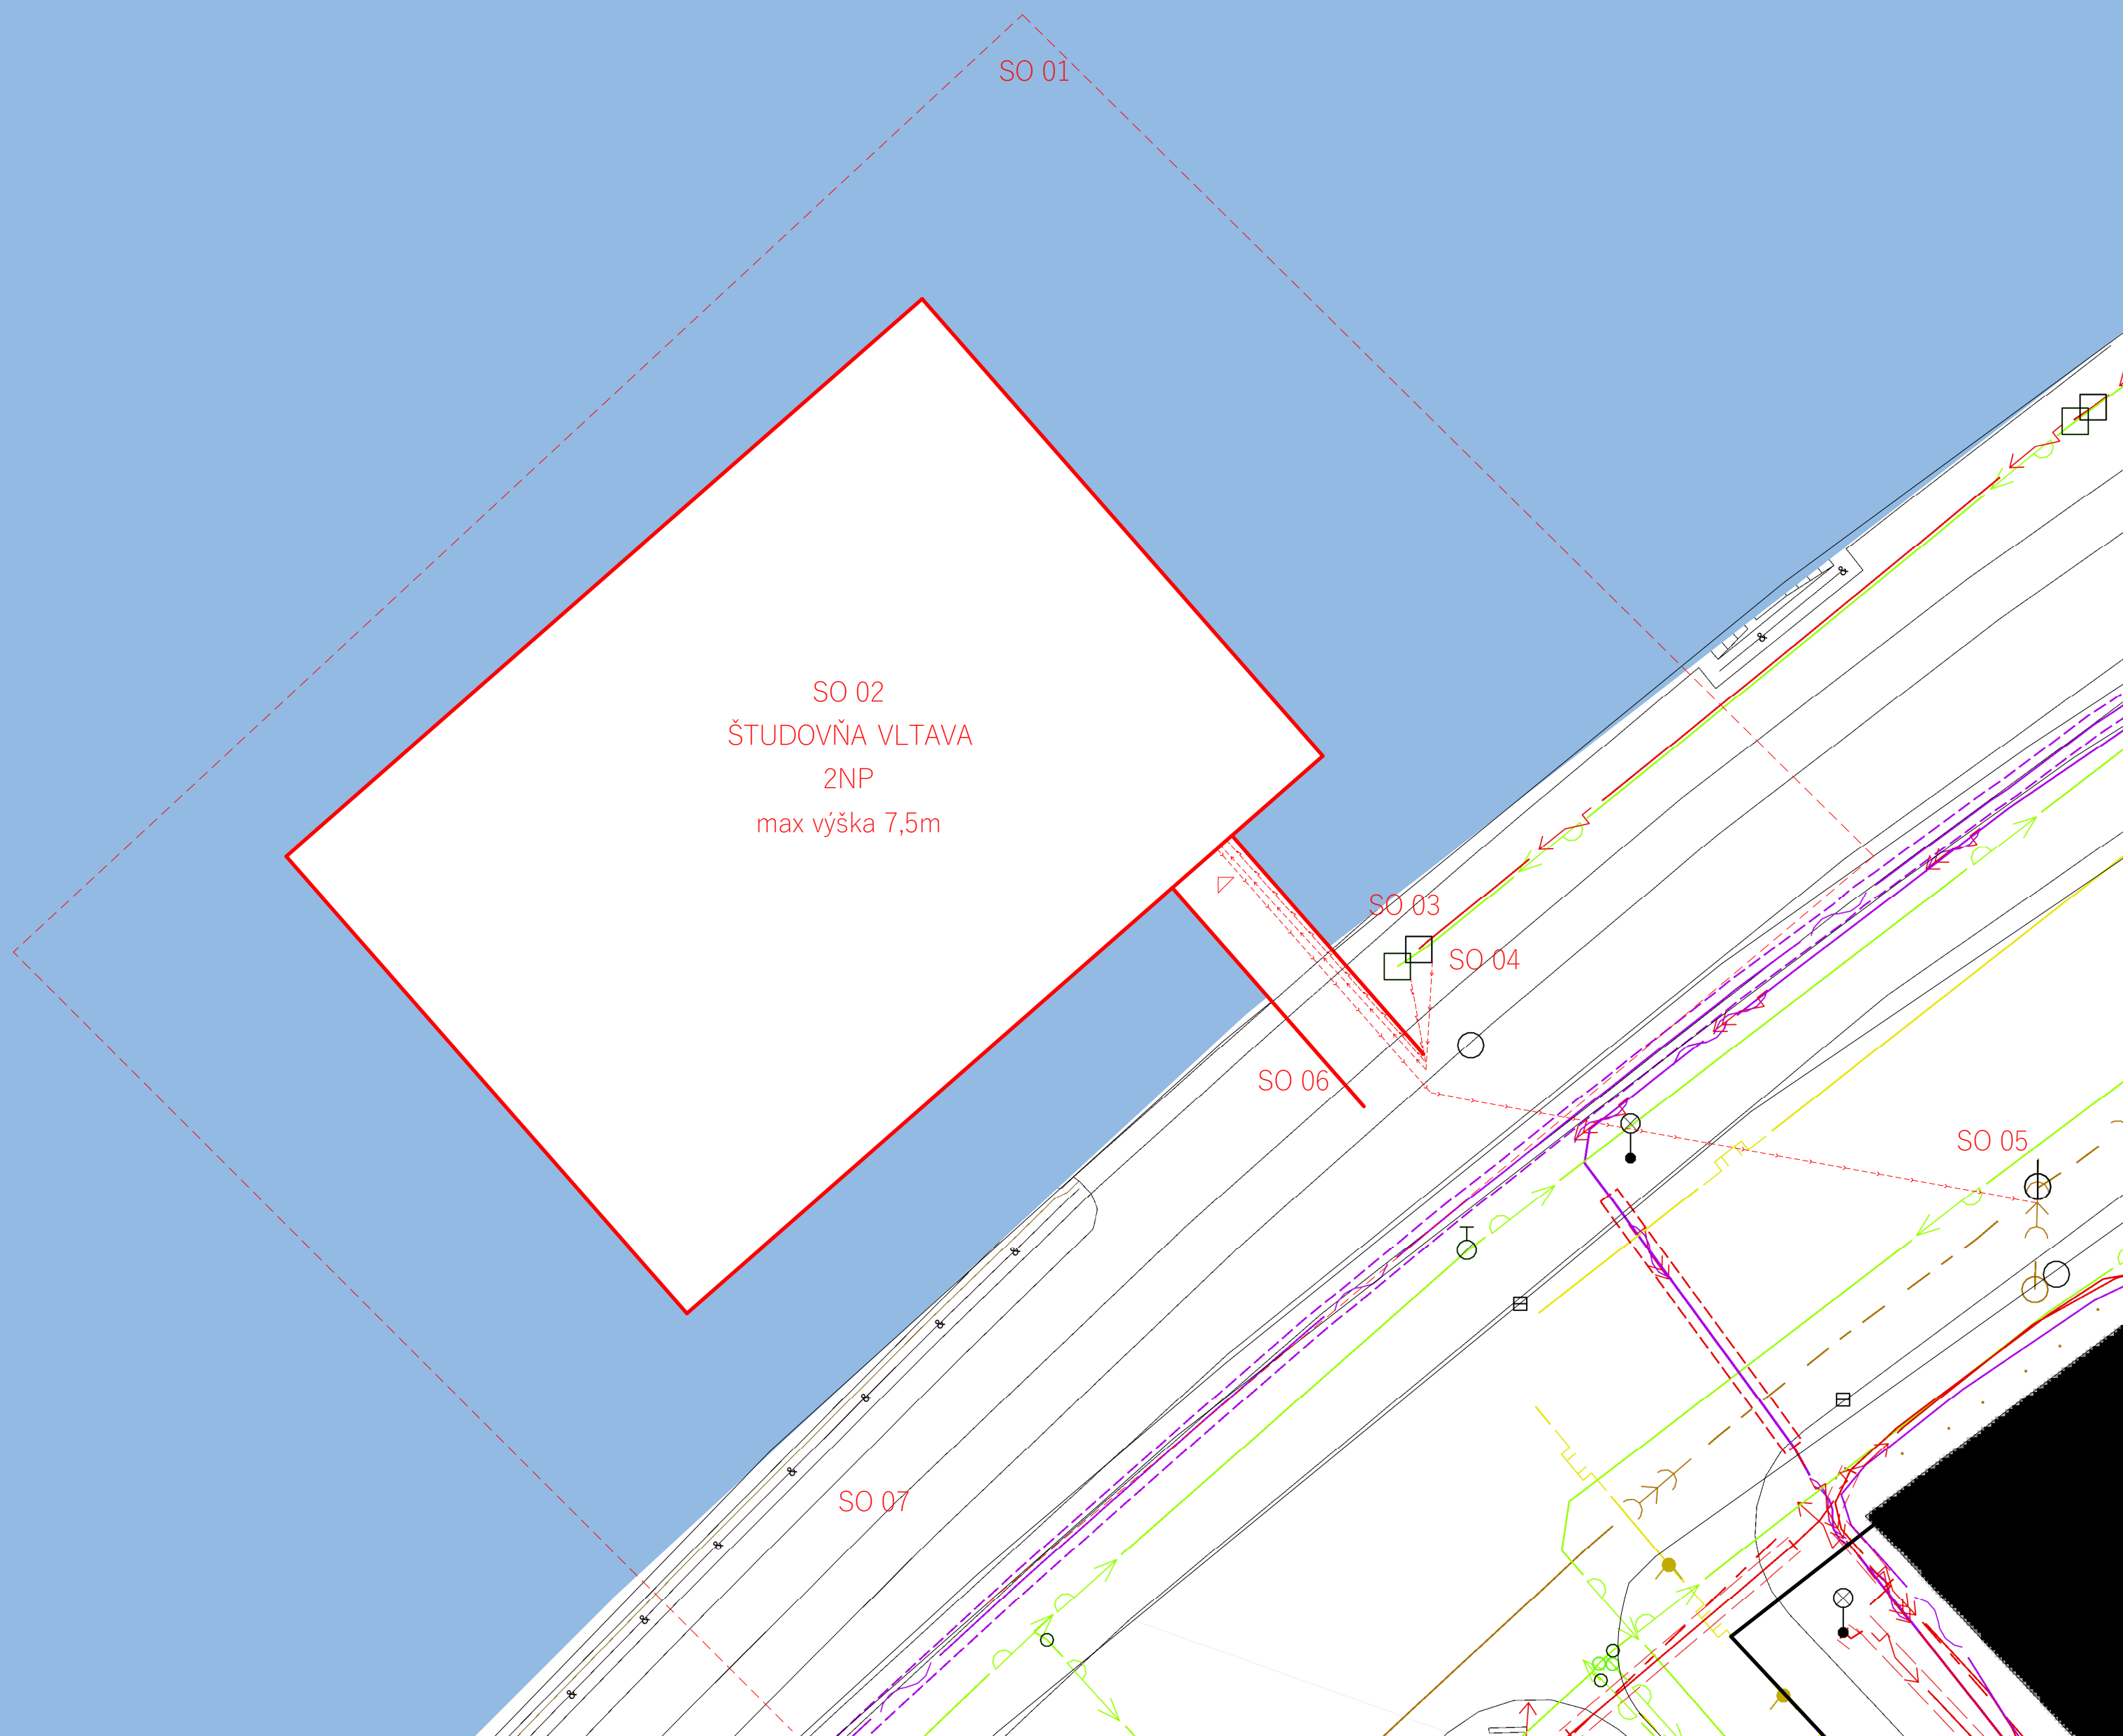 SO 01
SO 02
ŠTUDOVŇA VLTAVA
2NP
max výška 7,5m
SO 03
SO 04
SO 06
SO 05
SO 07